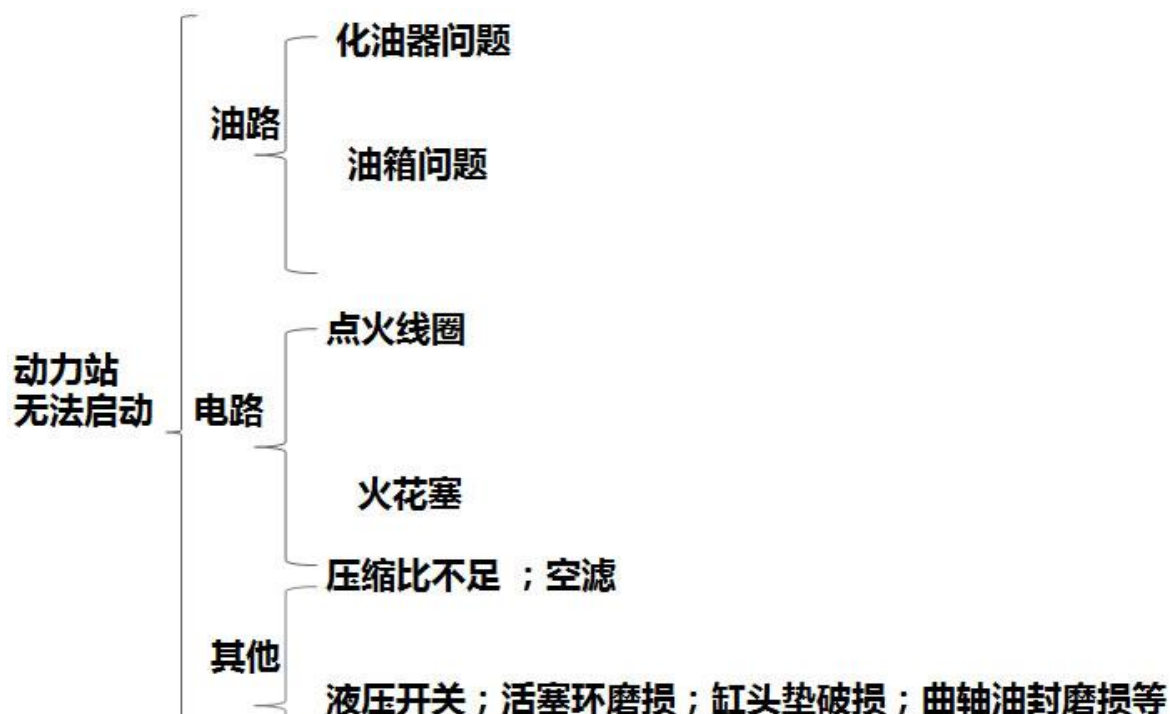 化油器问题
油路
油箱问题
点火线圈
动力站
无法启动
电路
火花塞
压缩比不足 ；空滤
其他
液压开关；活塞环磨损；缸头垫破损；曲轴油封磨损等